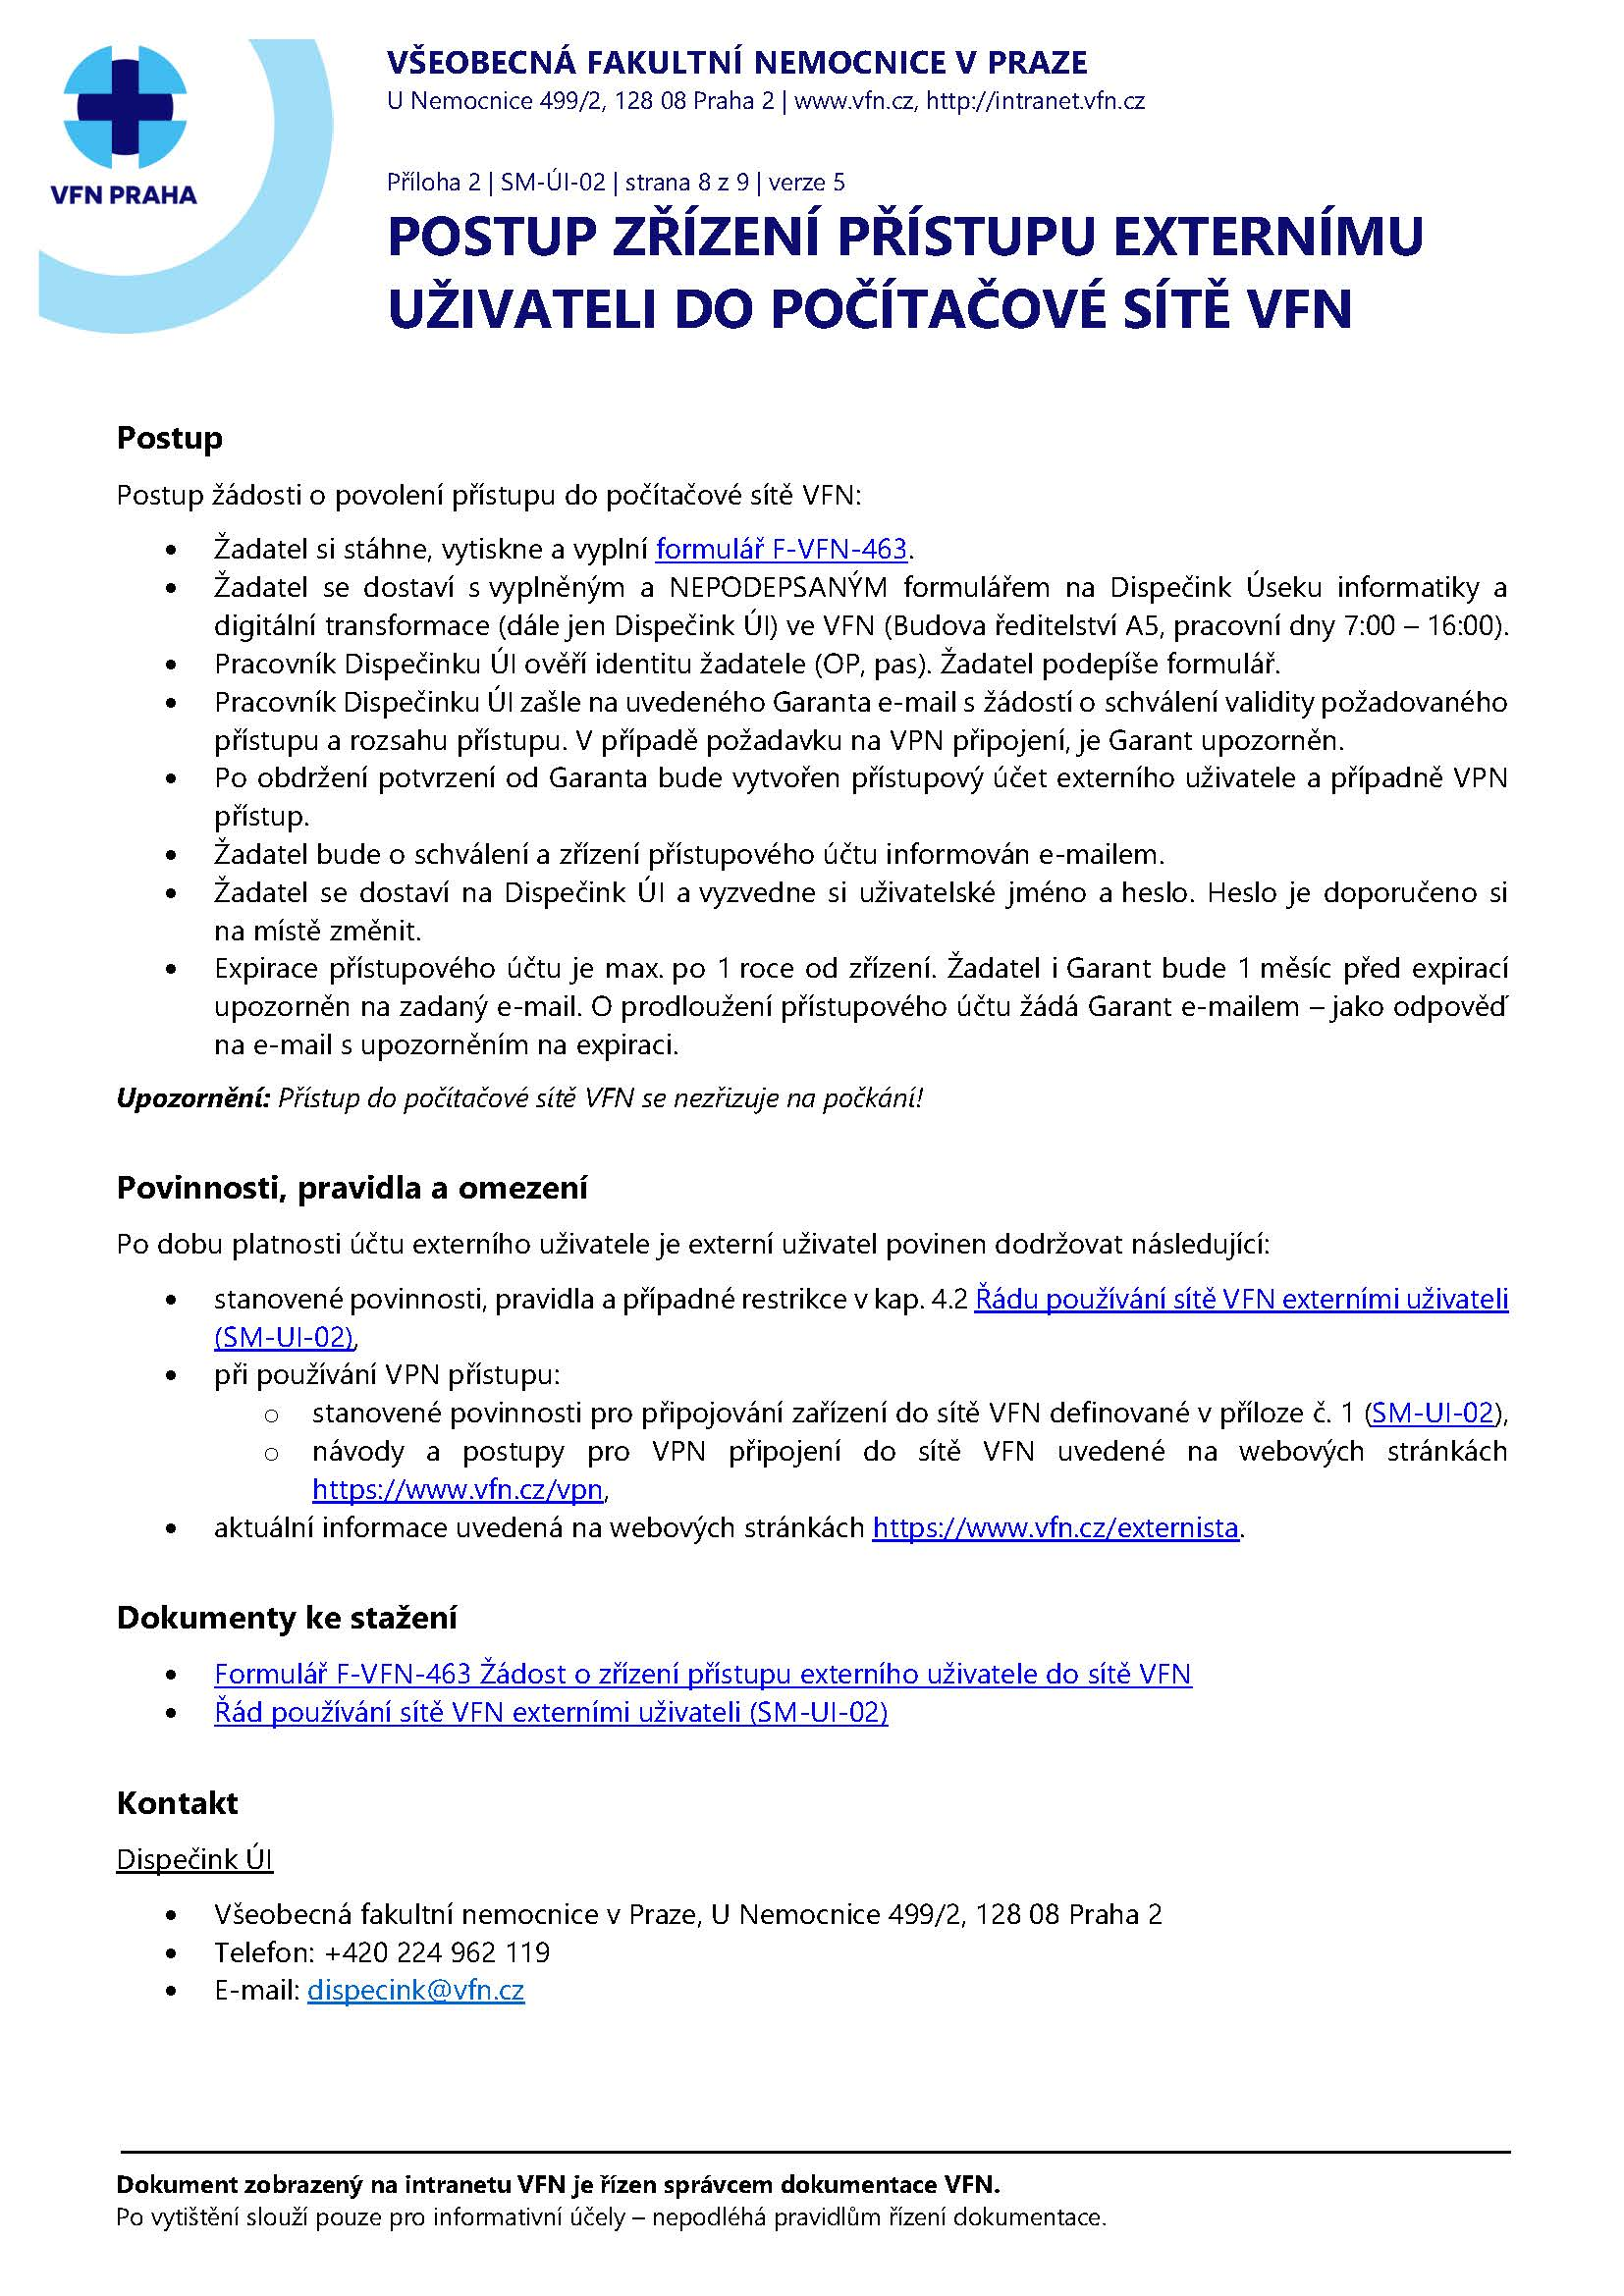 VFN PRAHA
VŠEOBECNÁ FAKULTNÍ NEMOCNICE V PRAZE
U Nemocnice 499/2, 128 08 Praha 2 | www.vfn.cz, http://intranet.vfn.cz
Příloha 2 | SM-ÚI-02 | strana 8 z 9 | verze 5
POSTUP ZŘÍZENÍ PŘÍSTUPU EXTERNÍMU
UŽIVATELI DO POČÍTAČOVÉ SÍTĚ VFN
Postup
Postup žádosti o povolení přístupu do počítačové sítě VFN:
• Žadatel si stáhne, vytiskne a vyplní formulář F-VFN-463.
• Žadatel se dostaví s vyplněným a NEPODEPSANÝM formulářem na Dispečink Úseku informatiky a
digitální transformace (dále jen Dispečink ÚI) ve VFN (Budova ředitelství A5, pracovní dny 7:00 – 16:00).
• Pracovník Dispečinku ÚI ověří identitu žadatele (OP, pas). Žadatel podepíše formulář.
• Pracovník Dispečinku ÚI zašle na uvedeného Garanta e-mail s žádostí o schválení validity požadovaného
přístupu a rozsahu přístupu. V případě požadavku na VPN připojení, je Garant upozorněn.
• Po obdržení potvrzení od Garanta bude vytvořen přístupový účet externího uživatele a případně VPN
přístup.
• Žadatel bude o schválení a zřízení přístupového účtu informován e-mailem.
• Žadatel se dostaví na Dispečink ÚI a vyzvedne si uživatelské jméno a heslo. Heslo je doporučeno si
na místě změnit.
• Expirace přístupového účtu je max. po 1 roce od zřízení. Žadatel i Garant bude 1 měsíc před expirací
upozorněn na zadaný e-mail. O prodloužení přístupového účtu žádá Garant e-mailem – jako odpověď
na e-mail s upozorněním na expiraci.
Upozornění: Přístup do počítačové sítě VFN se nezřizuje na počkání!
Povinnosti, pravidla a omezení
Po dobu platnosti účtu externího uživatele je externí uživatel povinen dodržovat následující:
• stanovené povinnosti, pravidla a případné restrikce v kap. 4.2 Řádu používání sítě VFN externími uživateli
(SM-UI-02),
• při používání VPN přístupu:
o stanovené povinnosti pro připojování zařízení do sítě VFN definované v příloze č. 1 (SM-UI-02),
o návody a postupy pro VPN připojení do sítě VFN uvedené na webových stránkách
https://www.vfn.cz/vpn,
• aktuální informace uvedená na webových stránkách https://www.vfn.cz/externista.
Dokumenty ke stažení
• Formulář F-VFN-463 Žádost o zřízení přístupu externího uživatele do sítě VFN
• Řád používání sítě VFN externími uživateli (SM-UI-02)
Kontakt
Dispečink ÚI
• Všeobecná fakultní nemocnice v Praze, U Nemocnice 499/2, 128 08 Praha 2
• Telefon: +420 224 962 119
• E-mail: dispecink@vfn.cz
Dokument zobrazený na intranetu VFN je řízen správcem dokumentace VFN.
Po vytištění slouží pouze pro informativní účely – nepodléhá pravidlům řízení dokumentace.